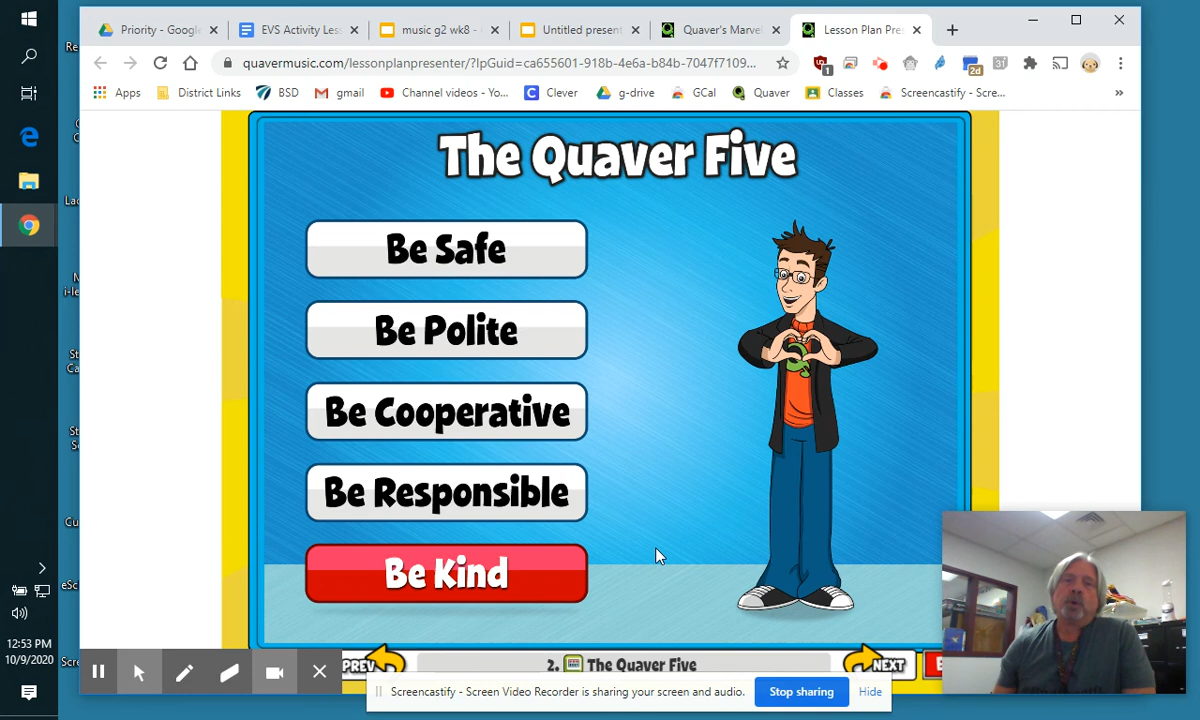 Priority - Google
EVS Activity Les
music g2 wk8 -
Untitled present
Quaver's Marvel
Lesson Plan Pre
quavermusic.com/lessonplanpresenter/?lpGuid=ca655601-918b-4e6a-b84b-7047f7109...
1
2d
31
Apps
District Links
BSD
gmail
Channel videos - Yo...
Clever
g-drive
GCal
Quaver
Classes
Screencastify - Scre...
»
The Quaver Five
Be Safe
Be Polite
Be Cooperative
Be Responsible
Be Kind
PREV
2. The Quaver Five
NEXT
Screencastify - Screen Video Recorder is sharing your screen and audio.
Stop sharing
Hide
12:53 PM
10/9/2020